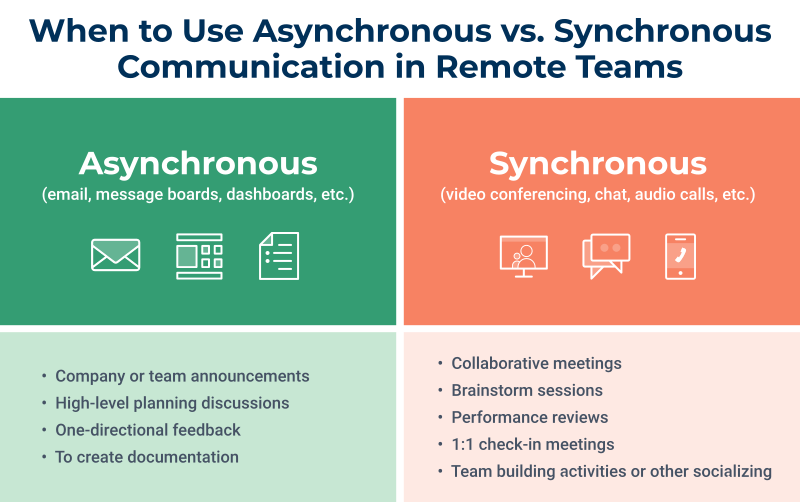 When to Use Asynchronous vs. Synchronous
Communication in Remote Teams
Asynchronous
(email, message boards, dashboards, etc.)
• Company or team announcements
• High-level planning discussions
• One-directional feedback
• To create documentation
Synchronous
(video conferencing, chat, audio calls, etc.)
• Collaborative meetings
• Brainstorm sessions
• Performance reviews
• 1:1 check-in meetings
• Team building activities or other socializing